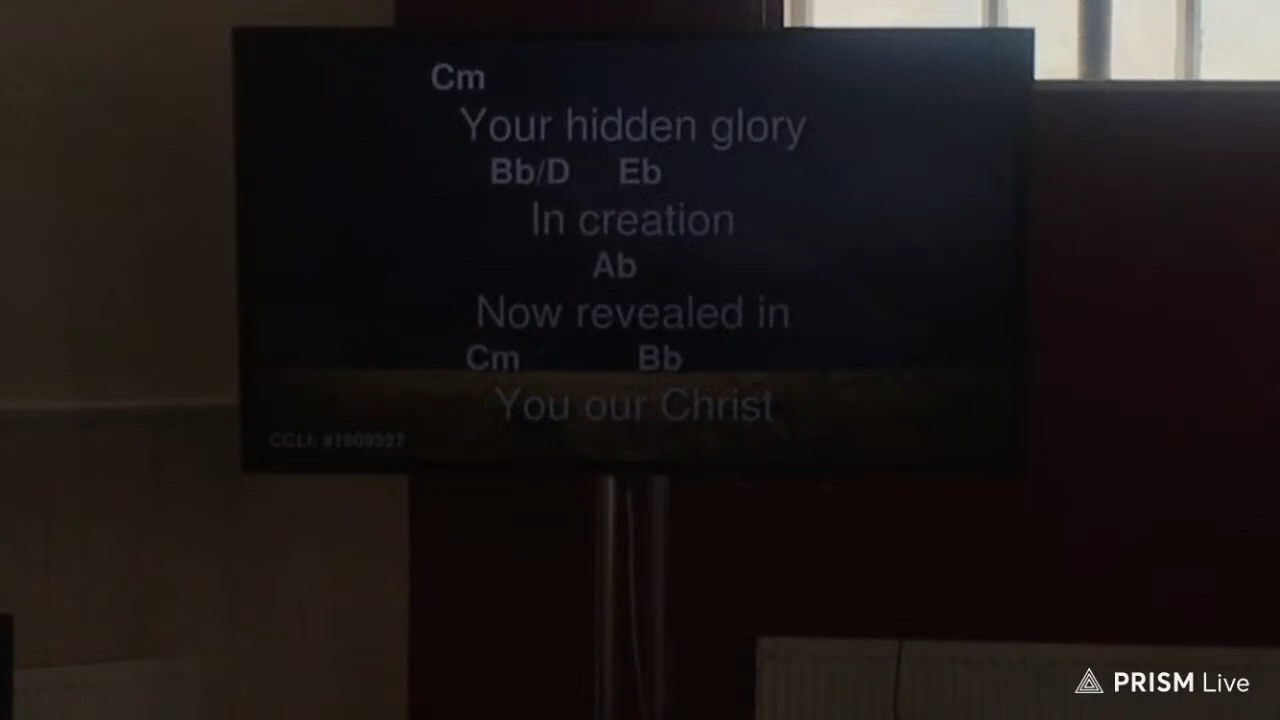 Cm
Your hidden glory
Bb/D Eb
In creation
Ab
Now revealed in
Cm Bb
You our Christ
PRISM Live